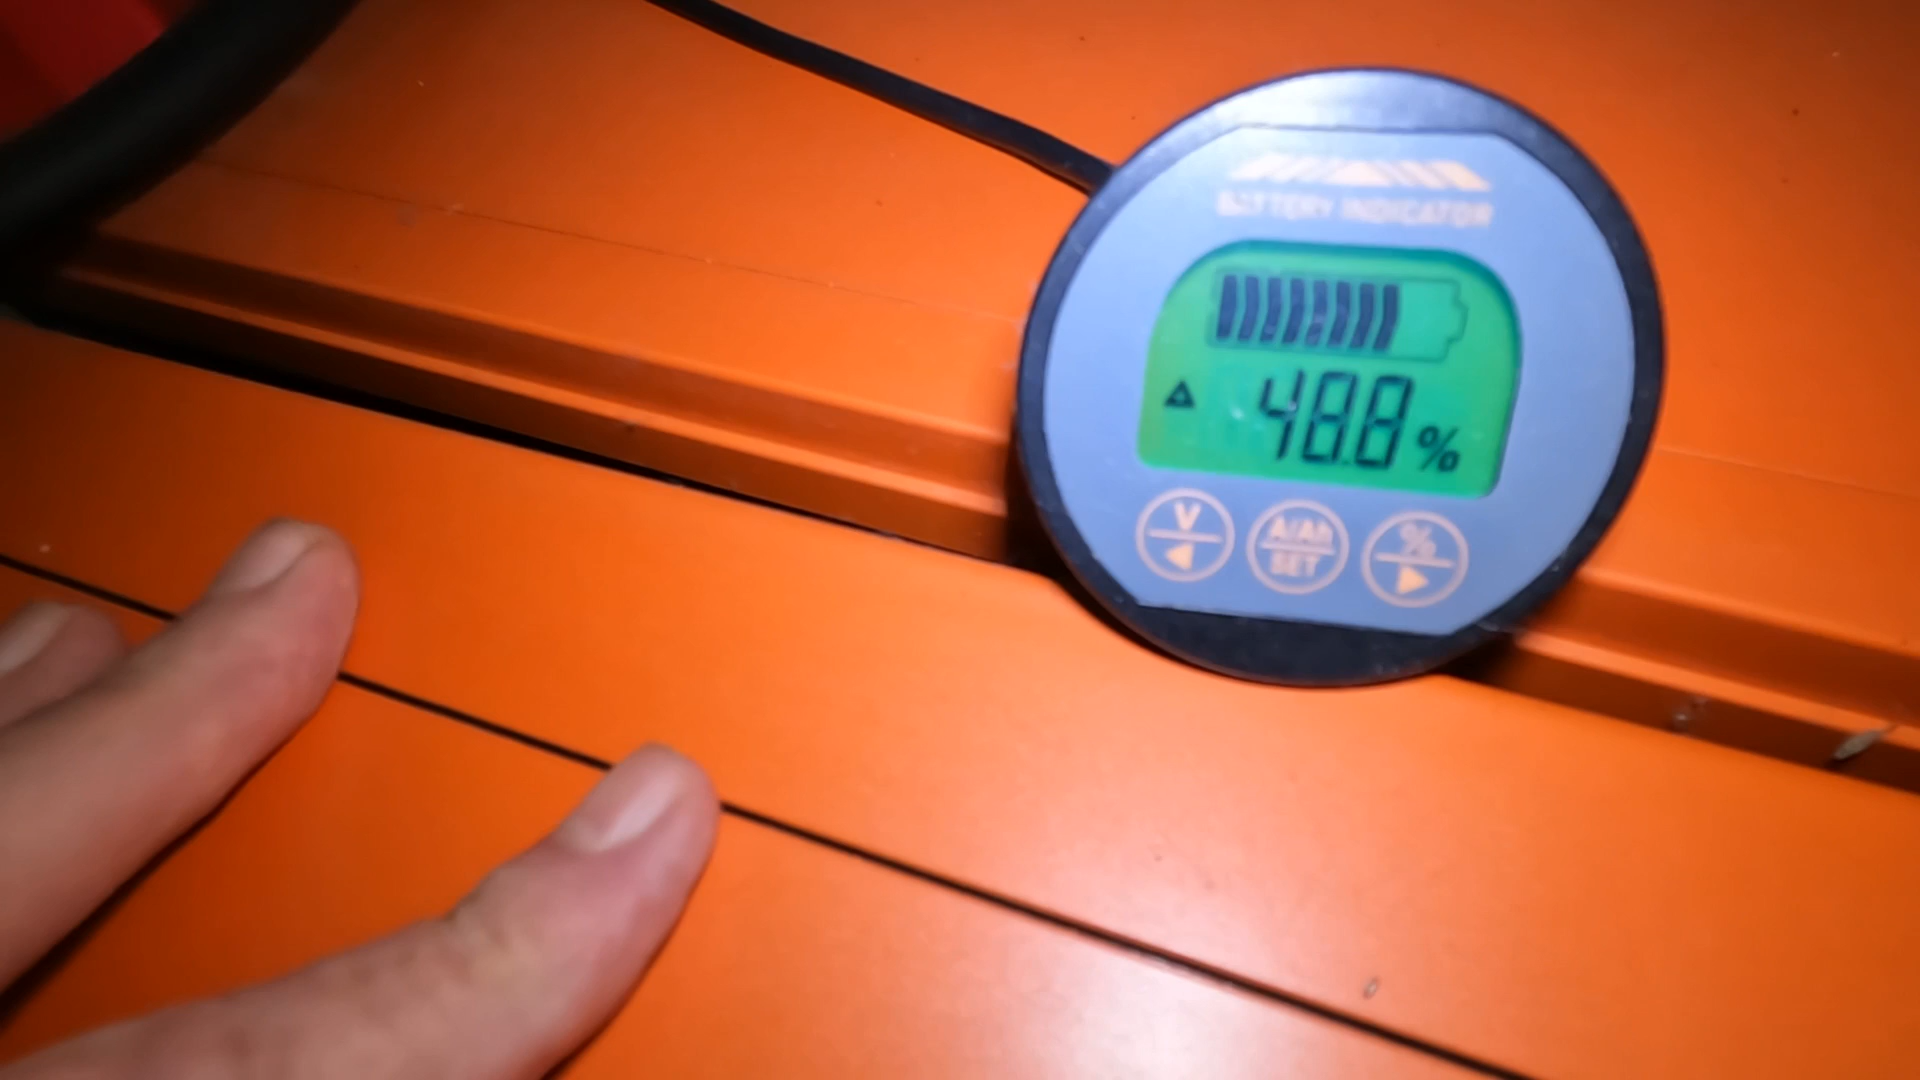 BATTERY INDICATOR
48.8 %
V A/Ah %
SET